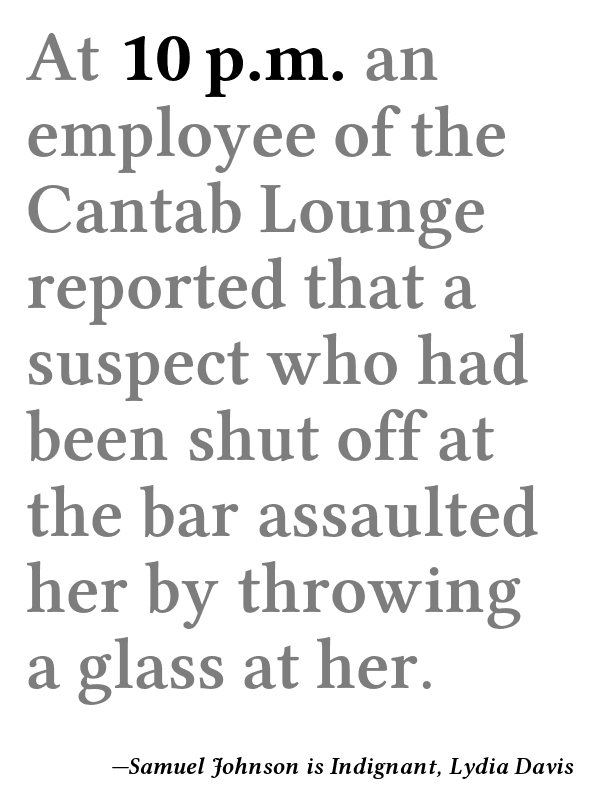 At 10 p.m. an
employee of the
Cantab Lounge
reported that a
suspect who had
been shut off at
the bar assaulted
her by throwing
a glass at her.
—Samuel Johnson is Indignant, Lydia Davis